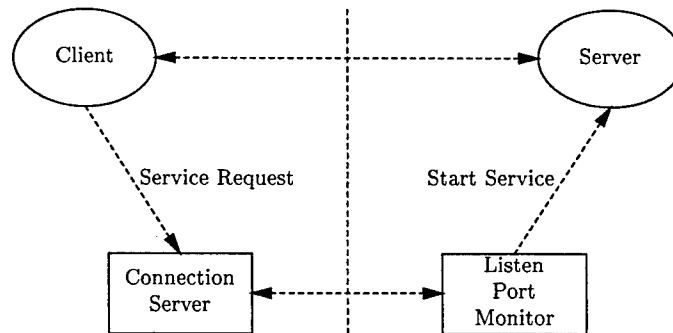 Client
Server
Service Request
Start Service
Connection
Server
Listen
Port
Monitor